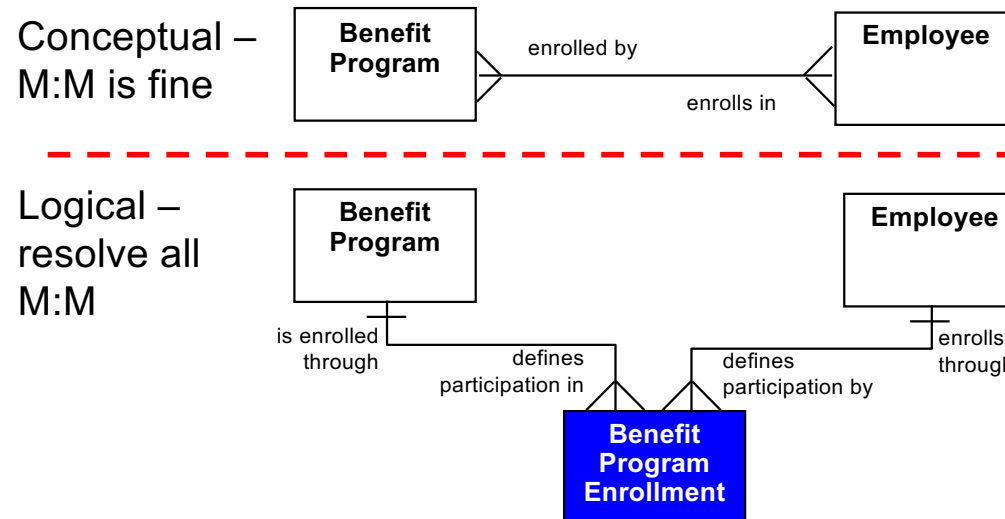 Conceptual –
M:M is fine
Benefit
Program
enrolled by
enrolls in
Employee
Logical –
resolve all
M:M
Benefit
Program
Employee
is enrolled
through
defines
participation in
defines
participation by
enrolls
through
Benefit
Program
Enrollment